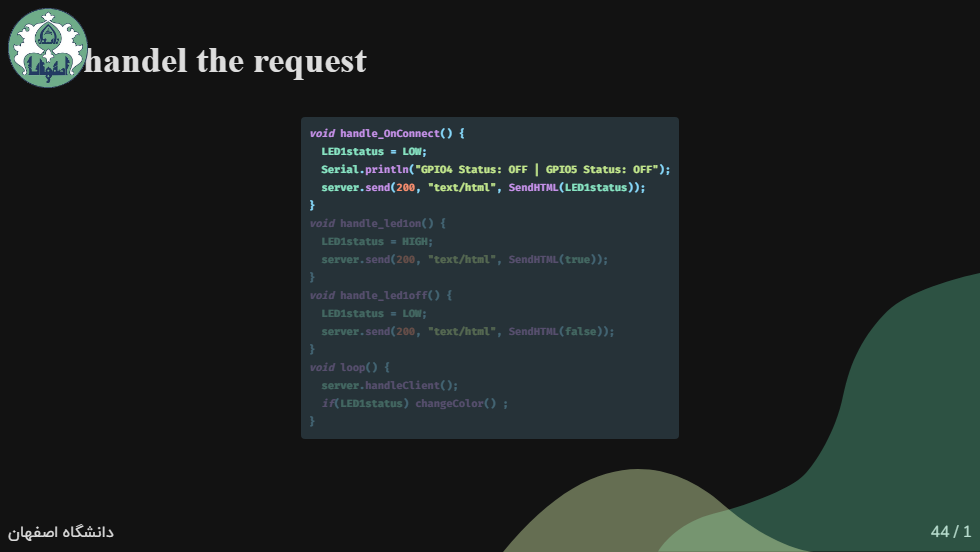 handel the request
void handle_OnConnect() {
  LED1status = LOW;
  Serial.println("GPIO4 Status: OFF | GPIO5 Status: OFF");
  server.send(200, "text/html", SendHTML(LED1status));
}
void handle_led1on() {
  LED1status = HIGH;
  server.send(200, "text/html", SendHTML(true));
}
void handle_led1off() {
  LED1status = LOW;
  server.send(200, "text/html", SendHTML(false));
}
void loop() {
  server.handleClient();
  if(LED1status) changeColor() ;
}
دانشگاه اصفهان
44 / 1